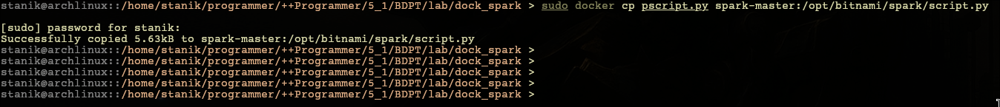 stanik@archlinux::/home/stanik/programmer/++Programmer/5_1/BDPT/lab/dock_spark > sudo docker cp pscript.py spark-master:/opt/bitnami/spark/script.py
[sudo] password for stanik:
Successfully copied 5.63kB to spark-master:/opt/bitnami/spark/script.py
stanik@archlinux::/home/stanik/programmer/++Programmer/5_1/BDPT/lab/dock_spark >
stanik@archlinux::/home/stanik/programmer/++Programmer/5_1/BDPT/lab/dock_spark >
stanik@archlinux::/home/stanik/programmer/++Programmer/5_1/BDPT/lab/dock_spark >
stanik@archlinux::/home/stanik/programmer/++Programmer/5_1/BDPT/lab/dock_spark >
stanik@archlinux::/home/stanik/programmer/++Programmer/5_1/BDPT/lab/dock_spark >